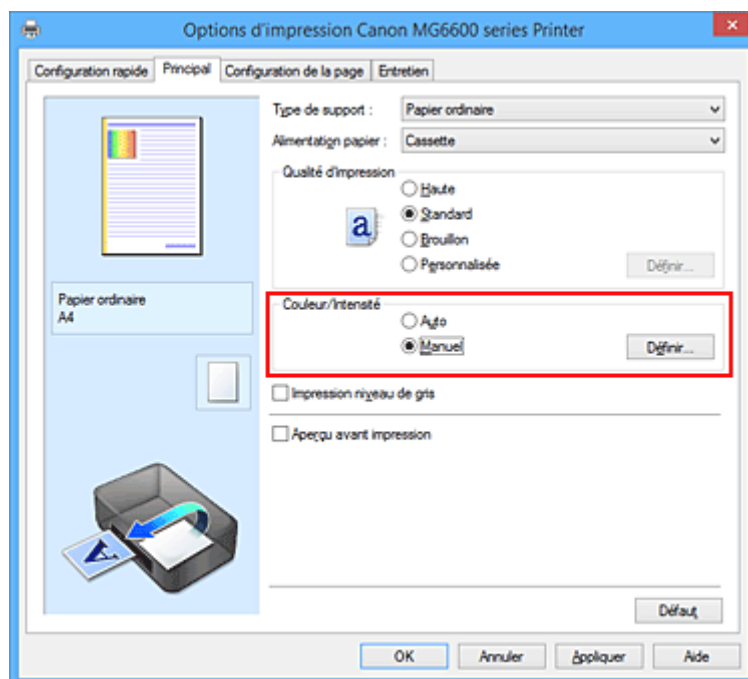 Options d'impression Canon MG6600 series Printer
Configuration rapide Principal Configuration de la page Entretien
Type de support : Papier ordinaire
Alimentation papier : Cassette
Qualité d'impression
Haute
a Standard
Brouillon
Personnalisée Définir...
Papier ordinaire
A4
Couleur/Intensité
Auto
Manuel Définir...
Impression niveau de gris
Aperçu avant impression
A
Défaut
OK Annuler Appliquer Aide